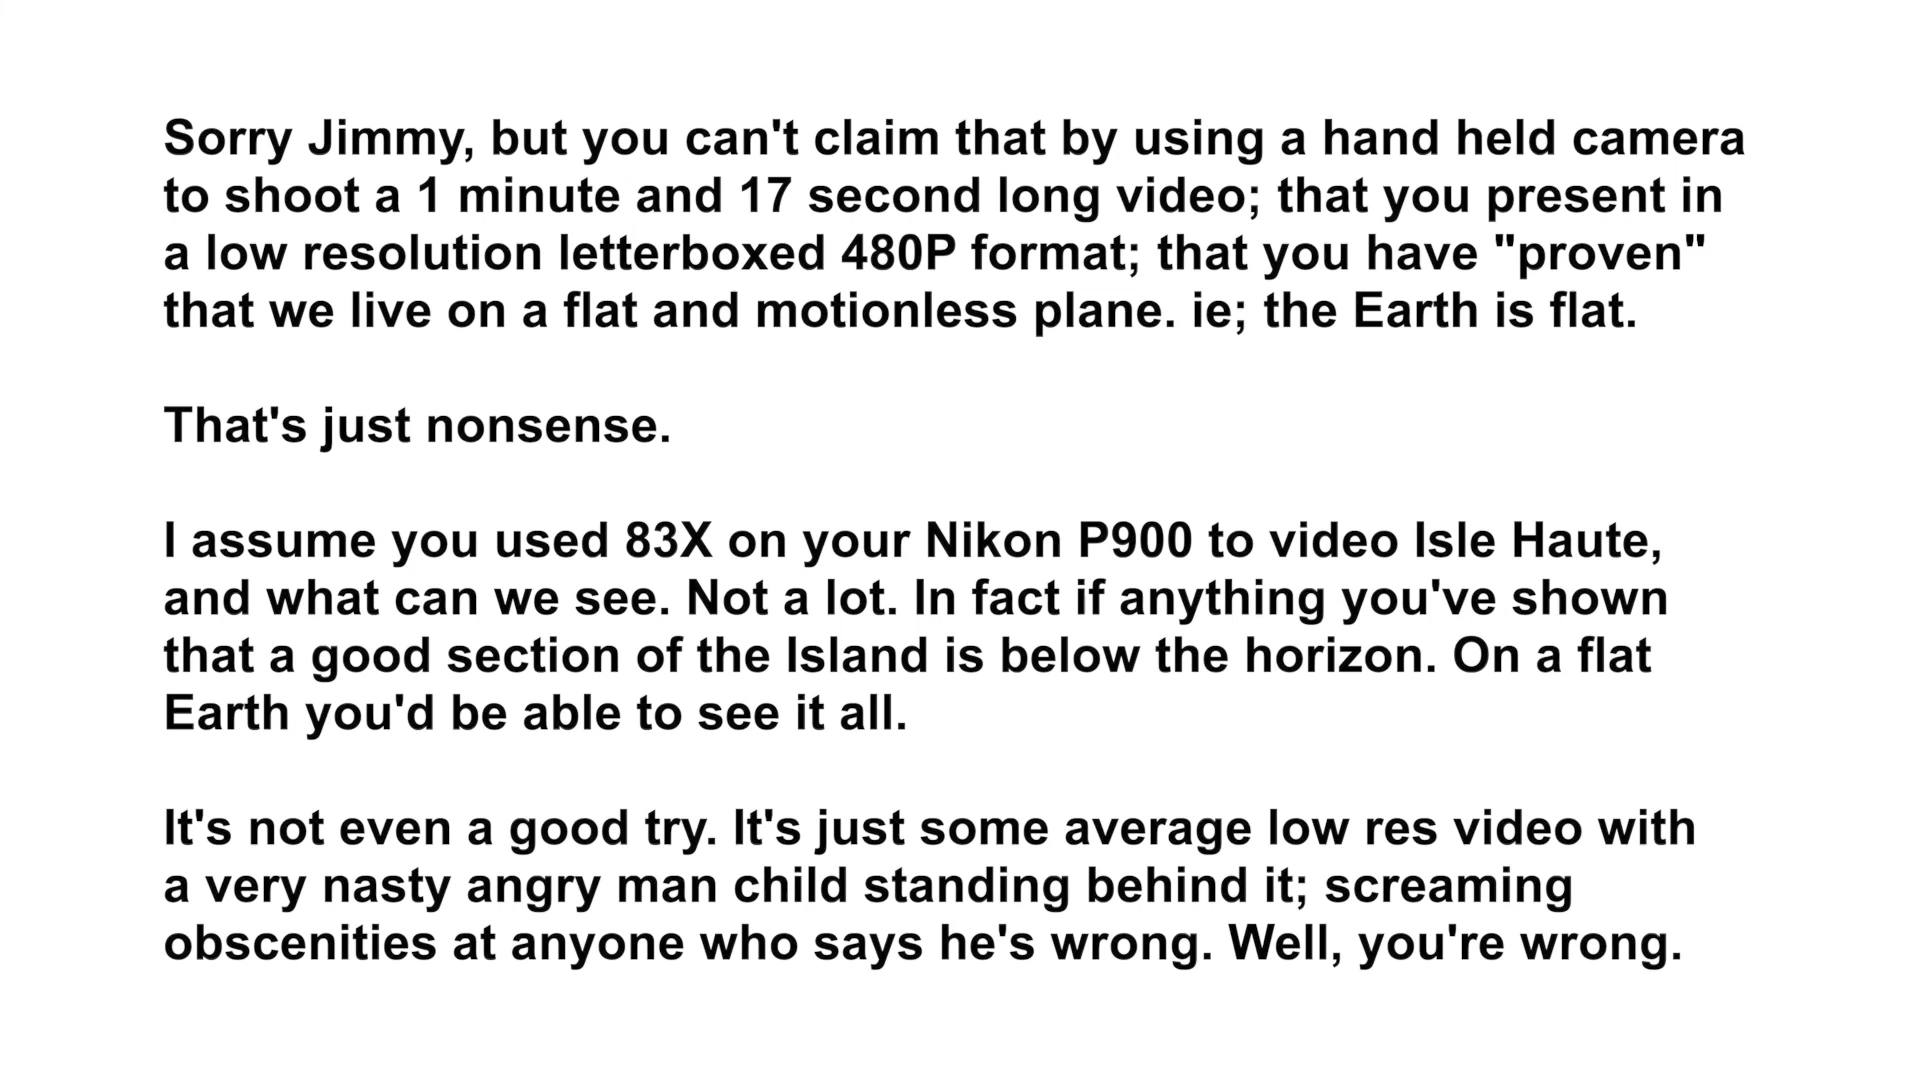 Sorry Jimmy, but you can't claim that by using a hand held camera
to shoot a 1 minute and 17 second long video; that you present in
a low resolution letterboxed 480P format; that you have "proven"
that we live on a flat and motionless plane. ie; the Earth is flat.
That's just nonsense.
I assume you used 83X on your Nikon P900 to video Isle Haute,
and what can we see. Not a lot. In fact if anything you've shown
that a good section of the Island is below the horizon. On a flat
Earth you'd be able to see it all.
It's not even a good try. It's just some average low res video with
a very nasty angry man child standing behind it; screaming
obscenities at anyone who says he's wrong. Well, you're wrong.